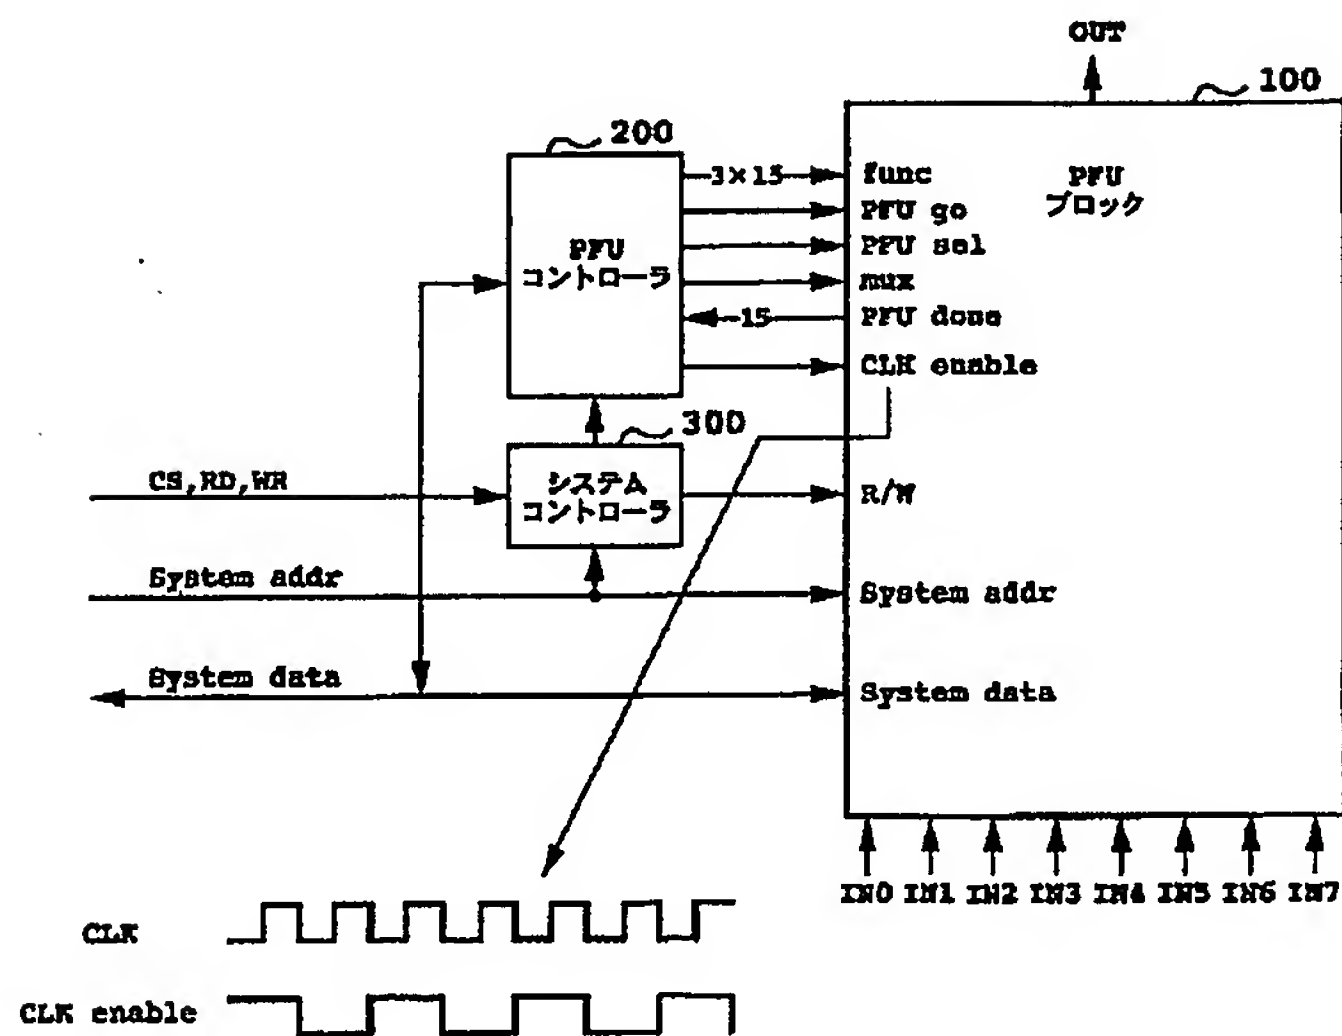 OUT
100
200
3×15
func
PFU
ブロック
PFU go
PFU
コントローラ
PFU sel
mux
15
PFU done
CLK enable
300
CS,RD,WR
システム
コントローラ
R/W
System addr
System addr
System data
System data
IN0 IN1 IN2 IN3 IN4 IN5 IN6 IN7
CLK
CLK enable